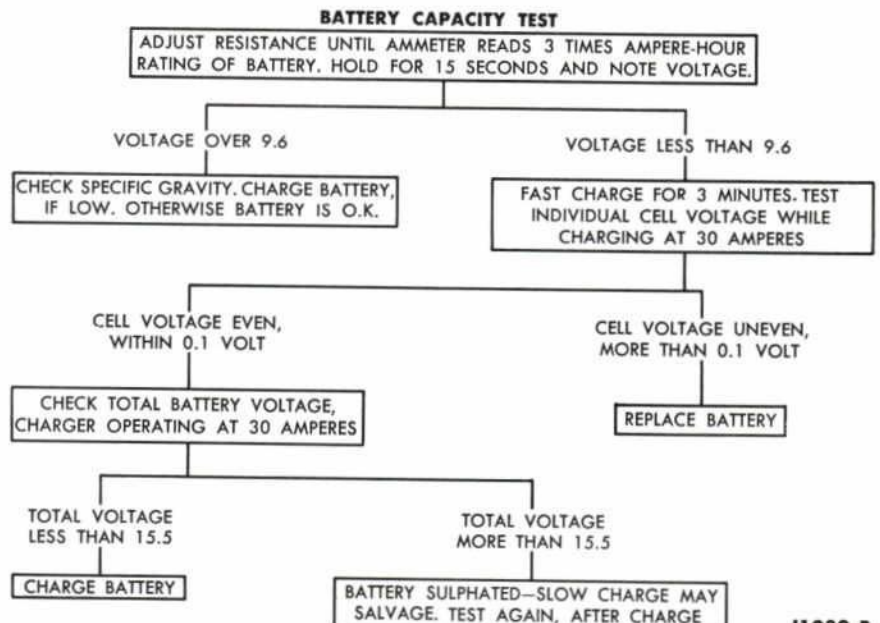 BATTERY CAPACITY TEST
ADJUST RESISTANCE UNTIL AMMETER READS 3 TIMES AMPERE-HOUR
RATING OF BATTERY. HOLD FOR 15 SECONDS AND NOTE VOLTAGE.
VOLTAGE OVER 9.6
VOLTAGE LESS THAN 9.6
CHECK SPECIFIC GRAVITY. CHARGE BATTERY,
IF LOW. OTHERWISE BATTERY IS O.K.
FAST CHARGE FOR 3 MINUTES. TEST
INDIVIDUAL CELL VOLTAGE WHILE
CHARGING AT 30 AMPERES
CELL VOLTAGE EVEN,
WITHIN 0.1 VOLT
CELL VOLTAGE UNEVEN,
MORE THAN 0.1 VOLT
CHECK TOTAL BATTERY VOLTAGE,
CHARGER OPERATING AT 30 AMPERES
REPLACE BATTERY
TOTAL VOLTAGE
LESS THAN 15.5
TOTAL VOLTAGE
MORE THAN 15.5
CHARGE BATTERY
BATTERY SULPHATED—SLOW CHARGE MAY
SALVAGE. TEST AGAIN, AFTER CHARGE